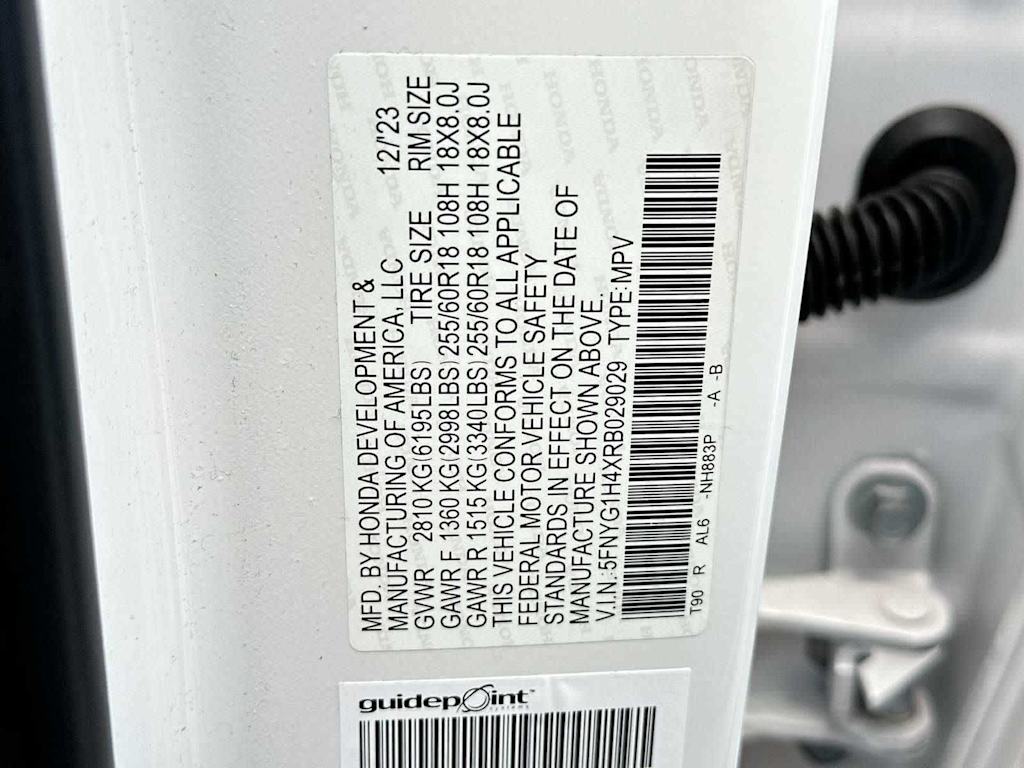 MFD. BY HONDA DEVELOPMENT &
MANUFACTURING OF AMERICA, LLC 12/'23
GVWR 2810 KG(6195LBS) TIRE SIZE RIM SIZE
GAWR F 1360 KG(2998LBS) 255/60R18 108H 18X8.0J
GAWR R 1515 KG(3340LBS) 255/60R18 108H 18X8.0J
THIS VEHICLE CONFORMS TO ALL APPLICABLE
FEDERAL MOTOR VEHICLE SAFETY
STANDARDS IN EFFECT ON THE DATE OF
MANUFACTURE SHOWN ABOVE.
V.I.N.:5FNYG1H4XRB029029 TYPE:MPV
T90 R AL6 -NH883P -A -B
guidepoint™
systems